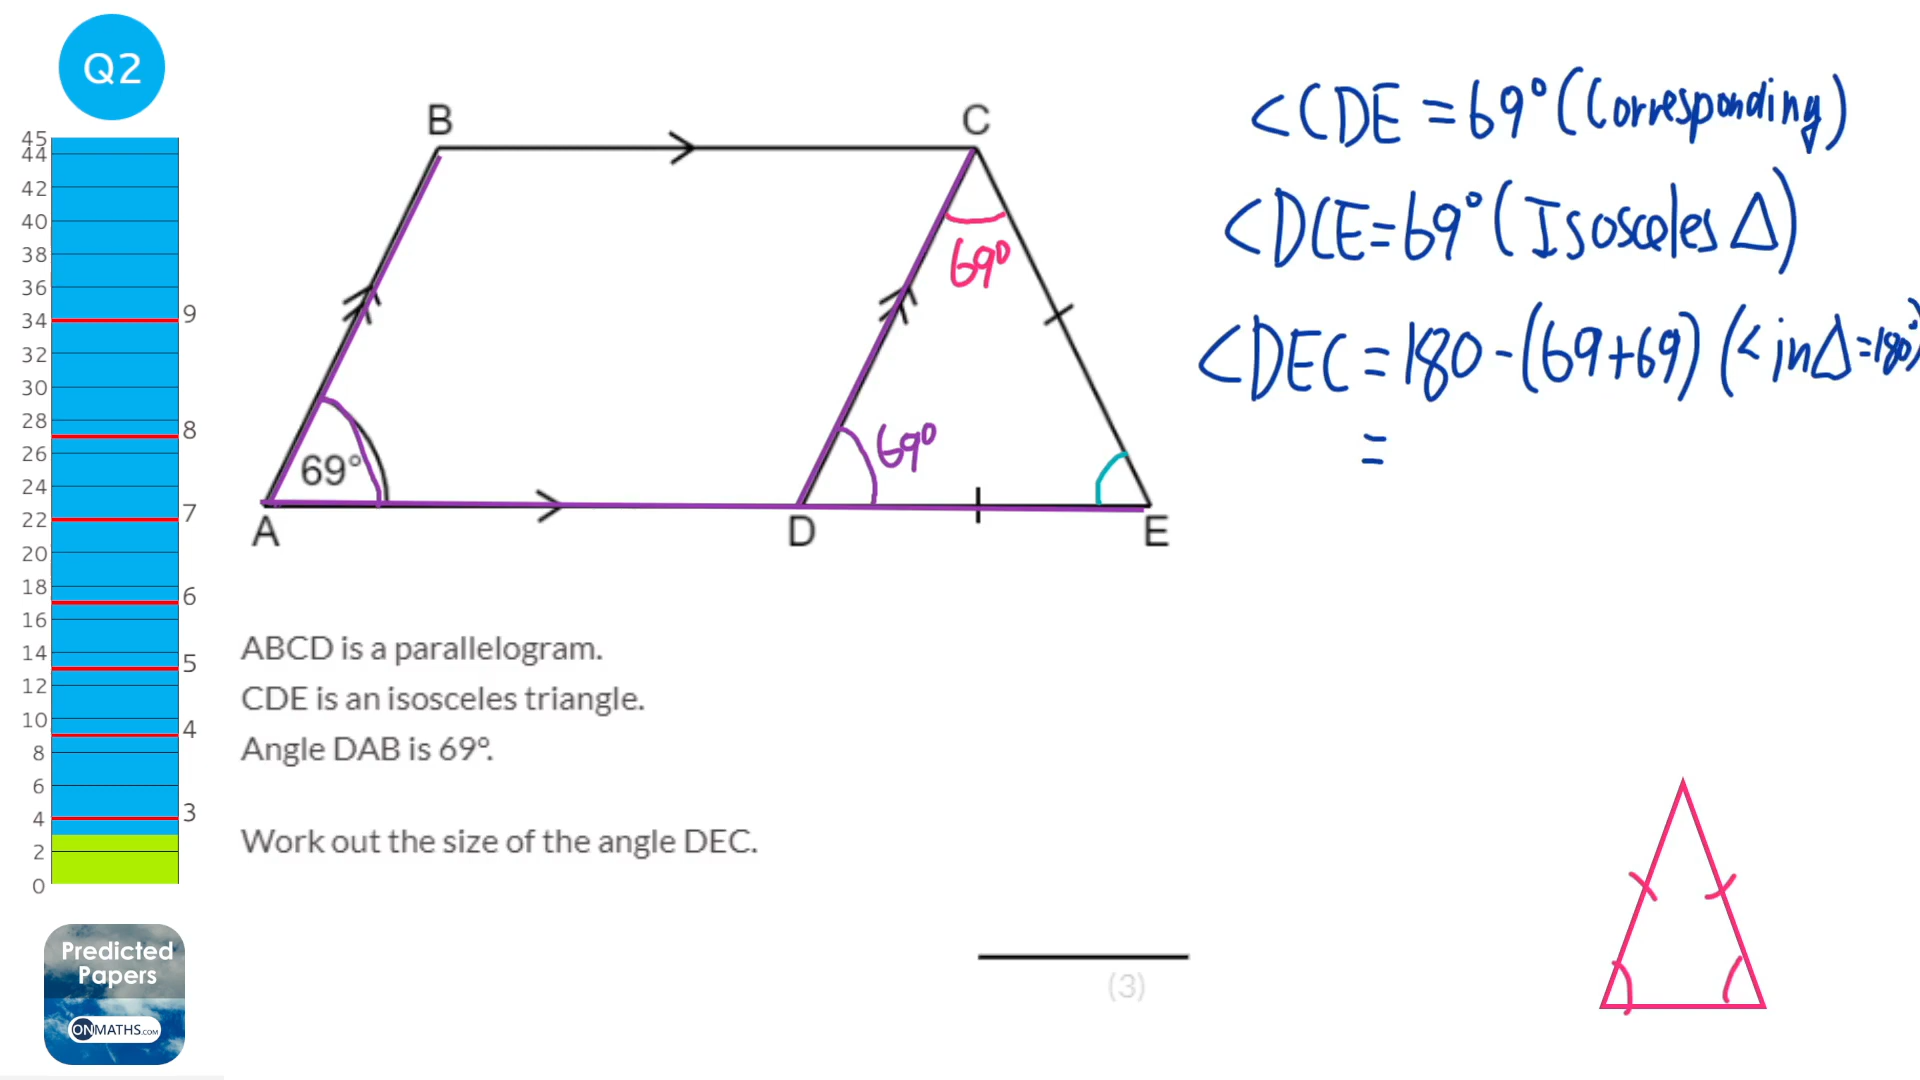 Q2
45
44
42
40
38
36
34
32
30
28
26
24
22
20
18
16
14
12
10
8
6
4
2
0
9
8
7
6
5
4
3
B
C
69°
69°
69°
A
D
E
<CDE = 69° (Corresponding)
<DCE = 69° (Isosceles Δ)
<DEC = 180 - (69+69) (< in Δ = 180°)
=
ABCD is a parallelogram.
CDE is an isosceles triangle.
Angle DAB is 69°.
Work out the size of the angle DEC.
(3)
Predicted
Papers
ONMATHS.COM